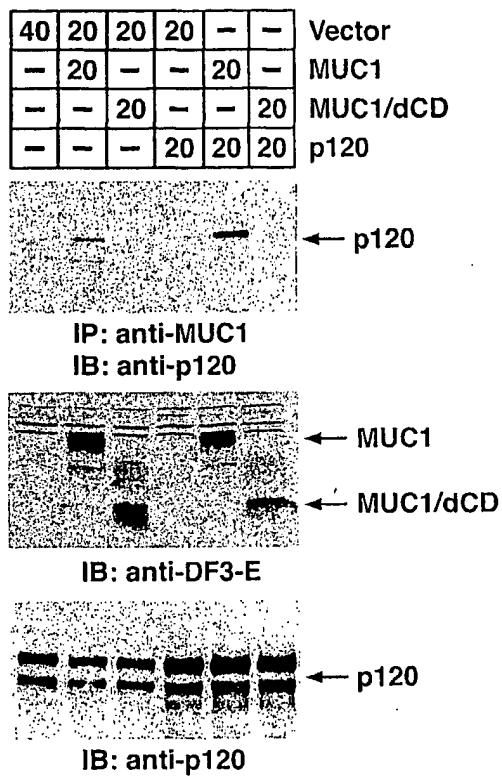 40 20 20 20 – – Vector
– 20 – – 20 – MUC1
– – 20 – – 20 MUC1/dCD
– – – 20 20 20 p120
p120
IP: anti-MUC1
IB: anti-p120
MUC1
MUC1/dCD
IB: anti-DF3-E
p120
IB: anti-p120